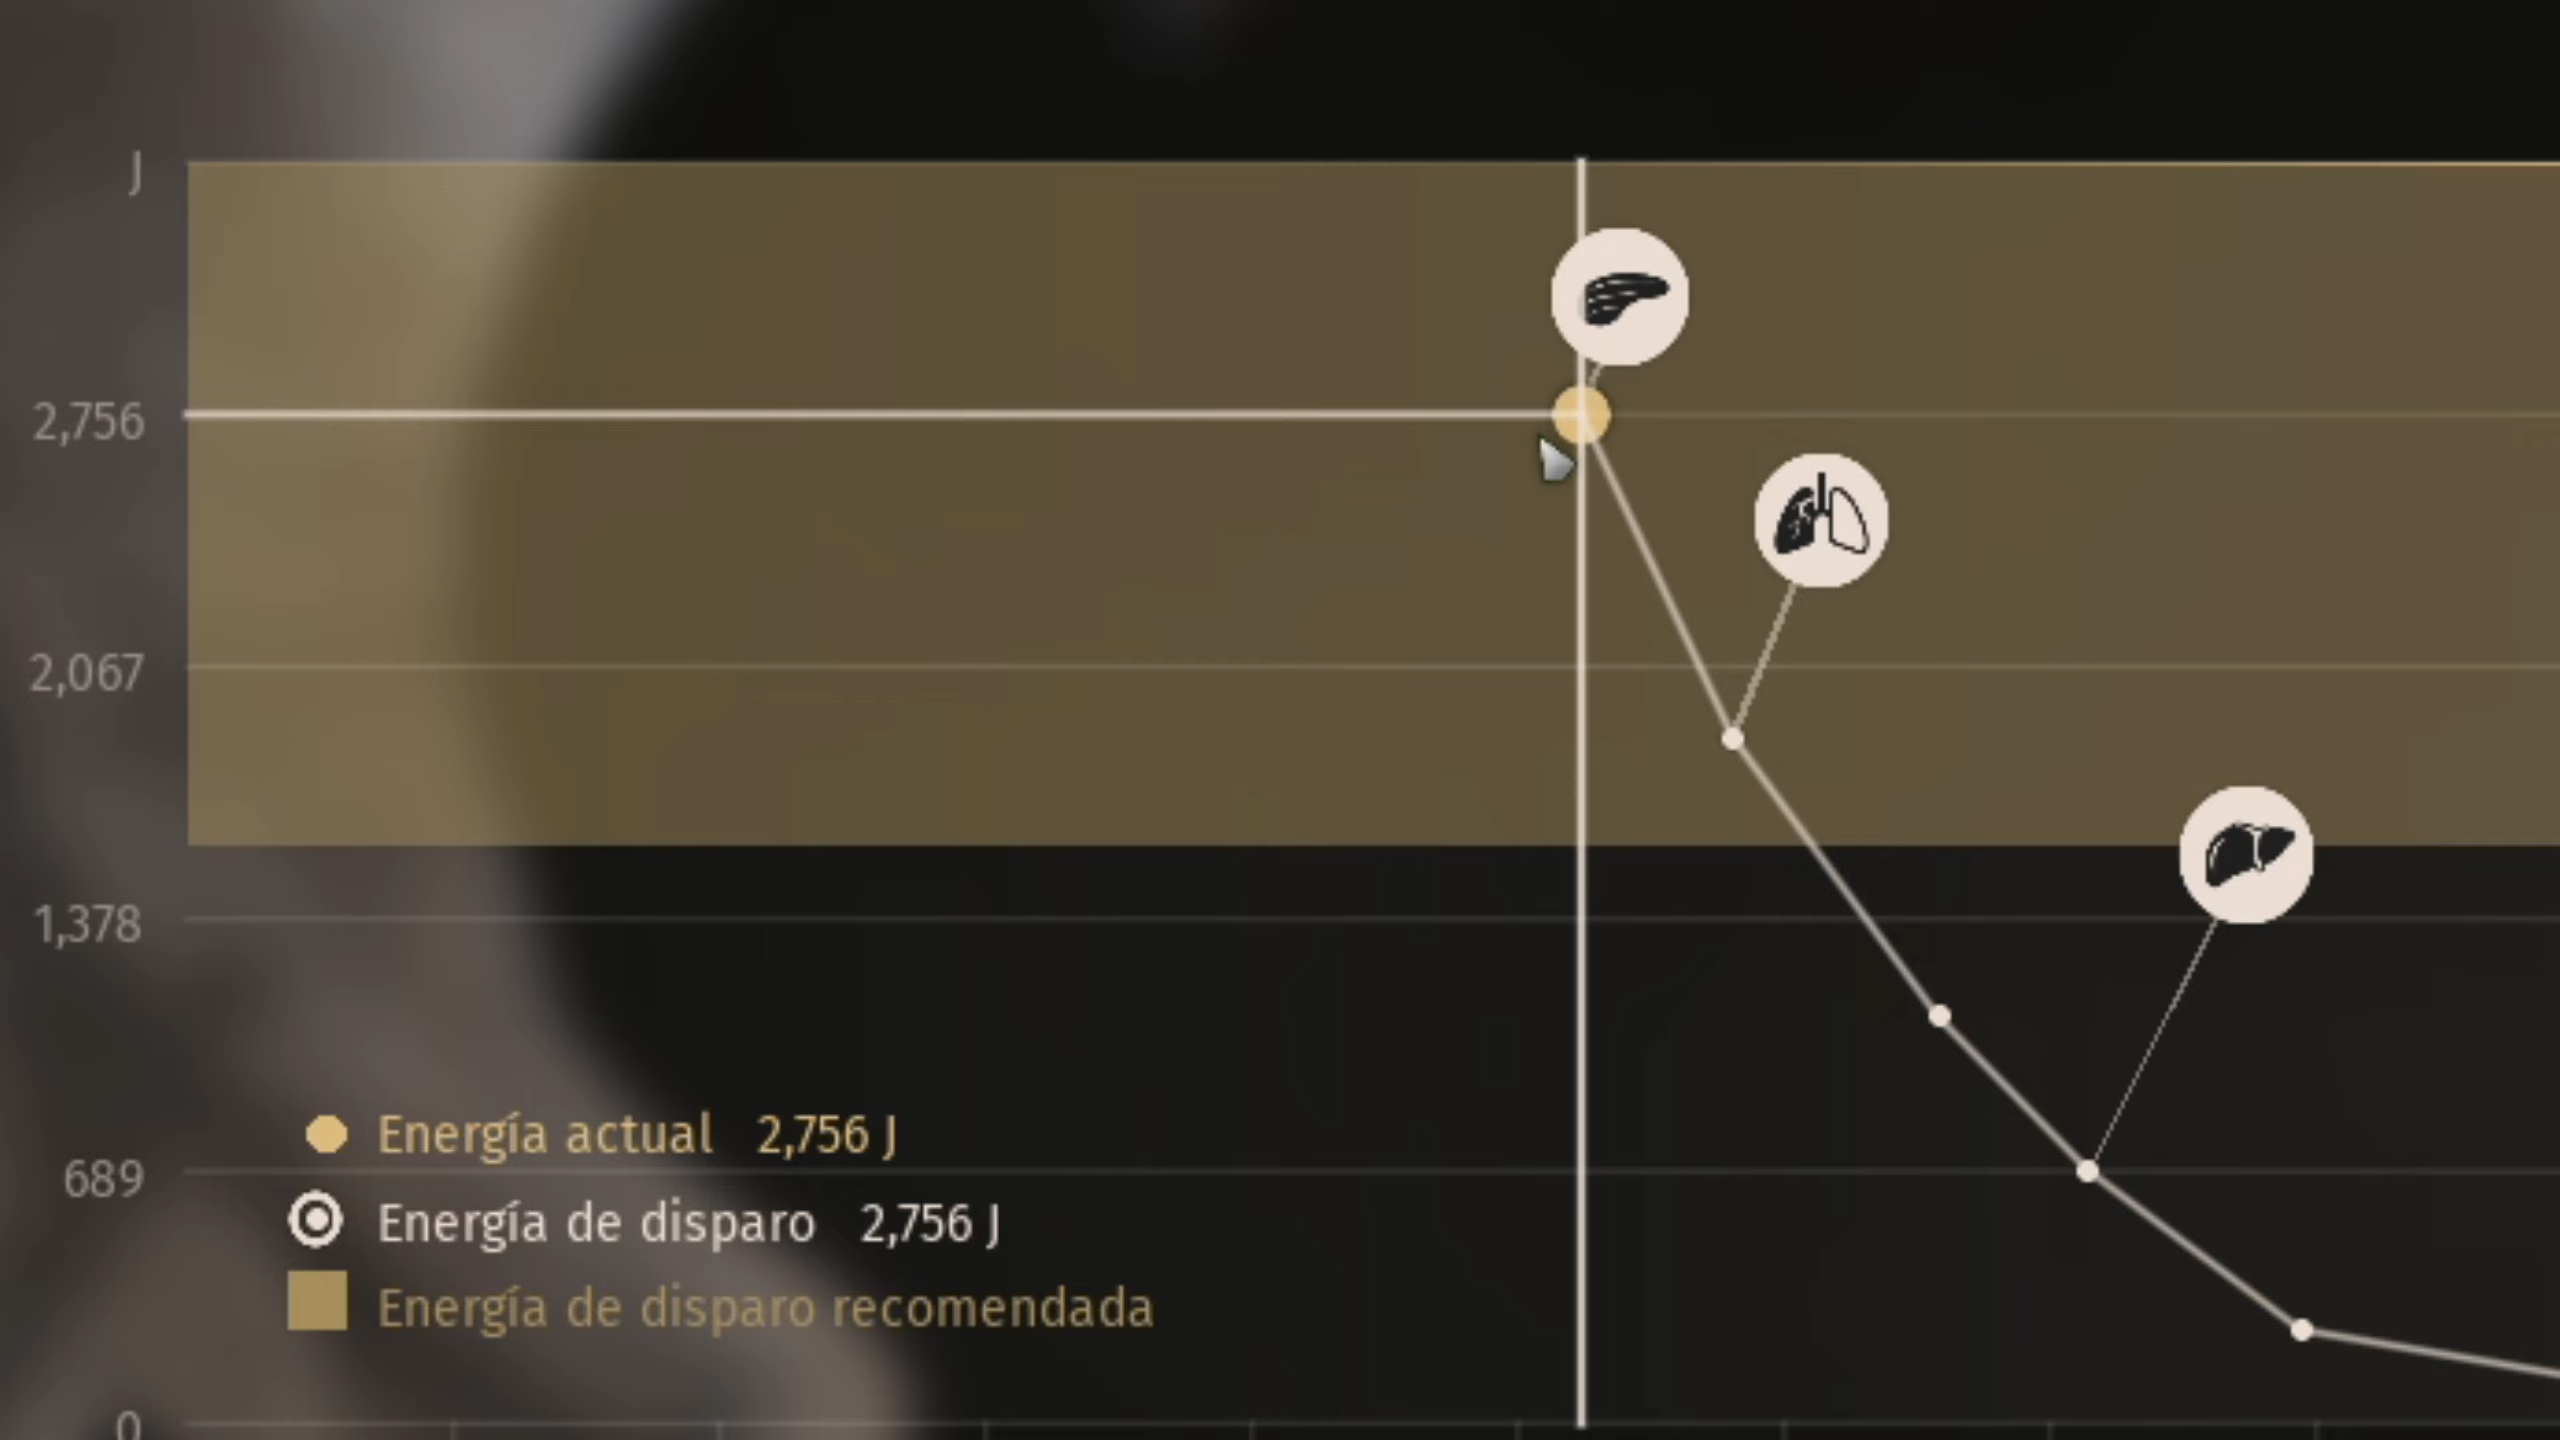 J
2,756
2,067
1,378
689
0
Energía actual 2,756 J
Energía de disparo 2,756 J
Energía de disparo recomendada